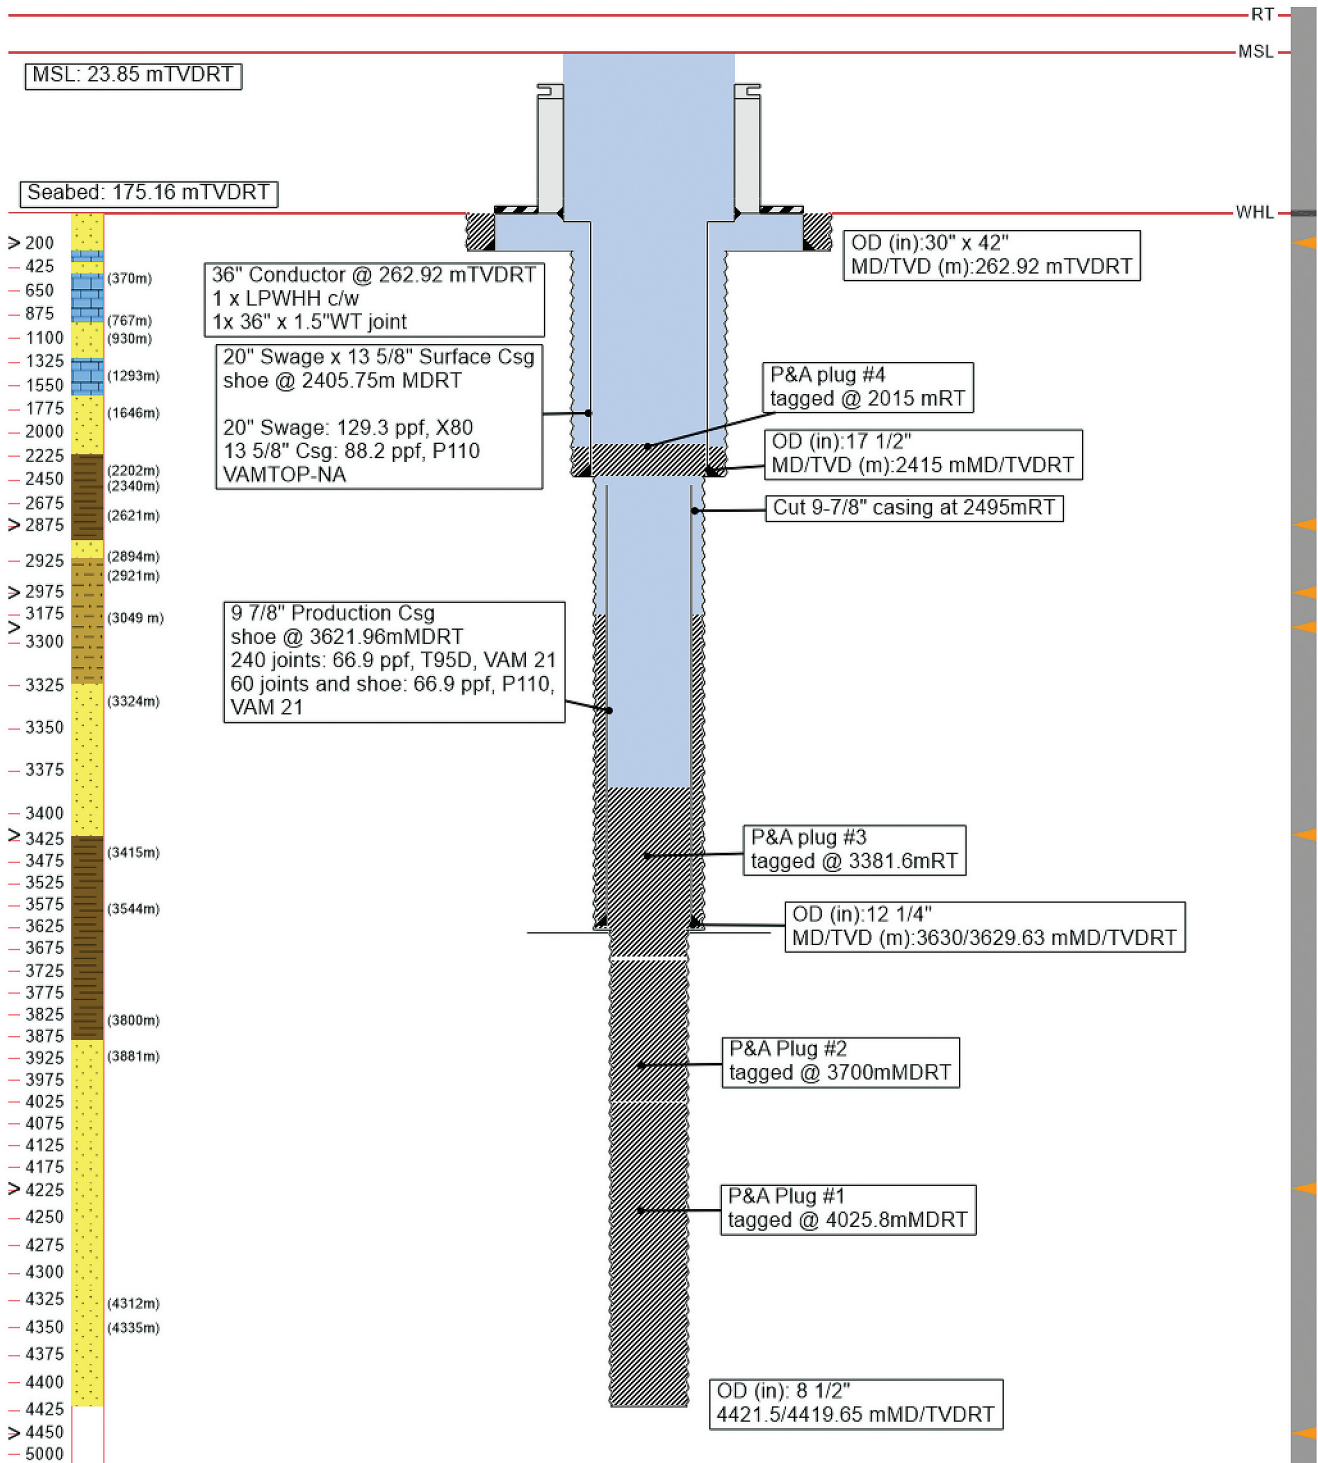 RT
MSL
MSL: 23.85 mTVDRT
Seabed: 175.16 mTVDRT
WHL
OD (in):30" x 42"
MD/TVD (m):262.92 mTVDRT
36" Conductor @ 262.92 mTVDRT
1 x LPWHH c/w
1x 36" x 1.5"WT joint
20" Swage x 13 5/8" Surface Csg
shoe @ 2405.75m MDRT
20" Swage: 129.3 ppf, X80
13 5/8" Csg: 88.2 ppf, P110
VAMTOP-NA
P&A plug #4
tagged @ 2015 mRT
OD (in):17 1/2"
MD/TVD (m):2415 mMD/TVDRT
Cut 9-7/8" casing at 2495mRT
9 7/8" Production Csg
shoe @ 3621.96mMDRT
240 joints: 66.9 ppf, T95D, VAM 21
60 joints and shoe: 66.9 ppf, P110,
VAM 21
P&A plug #3
tagged @ 3381.6mRT
OD (in):12 1/4"
MD/TVD (m):3630/3629.63 mMD/TVDRT
P&A Plug #2
tagged @ 3700mMDRT
P&A Plug #1
tagged @ 4025.8mMDRT
OD (in): 8 1/2"
4421.5/4419.65 mMD/TVDRT
200
425
650
875
1100
1325
1550
1775
2000
2225
2450
2675
2875
2925
2975
3175
3300
3325
3350
3375
3400
3425
3475
3525
3575
3625
3675
3725
3775
3825
3875
3925
3975
4025
4075
4125
4175
4225
4250
4275
4300
4325
4350
4375
4400
4425
4450
5000
(370m)
(767m)
(930m)
(1293m)
(1646m)
(2202m)
(2340m)
(2621m)
(2894m)
(2921m)
(3049 m)
(3324m)
(3415m)
(3544m)
(3800m)
(3881m)
(4312m)
(4335m)